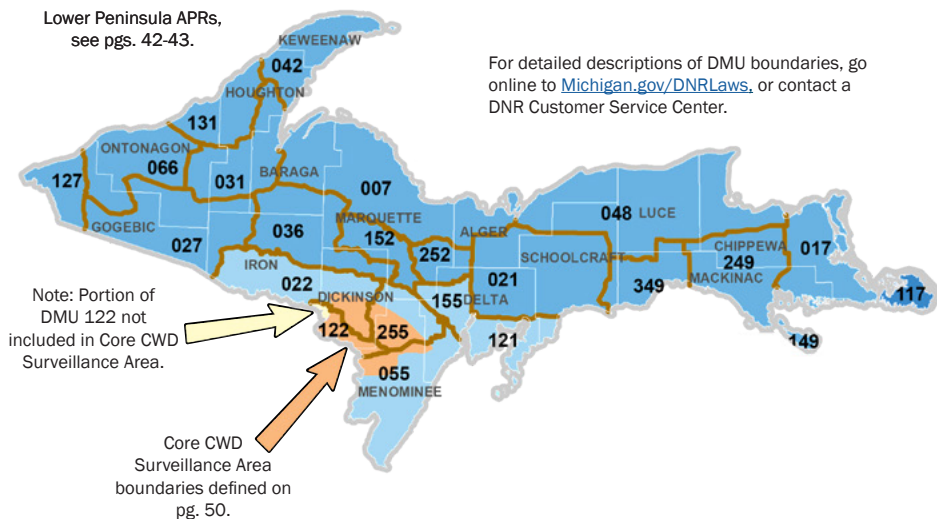 Lower Peninsula APRs,
see pgs. 42-43.
For detailed descriptions of DMU boundaries, go
online to Michigan.gov/DNRLaws, or contact a
DNR Customer Service Center.
KEWEENAW
042
HOUGHTON
131
ONTONAGON
066
BARAGA
127
031
007
GOGEBIC
036
MARQUETTE
152
027
252
ALGER
048 LUCE
SCHOOLCRAFT
CHIPPEWA
017
249
MACKINAC
IRON
022
021
349
117
DICKINSON
155
DELTA
149
122
255
121
055
MENOMINEE
Note: Portion of
DMU 122 not
included in Core CWD
Surveillance Area.
Core CWD
Surveillance Area
boundaries defined on
pg. 50.